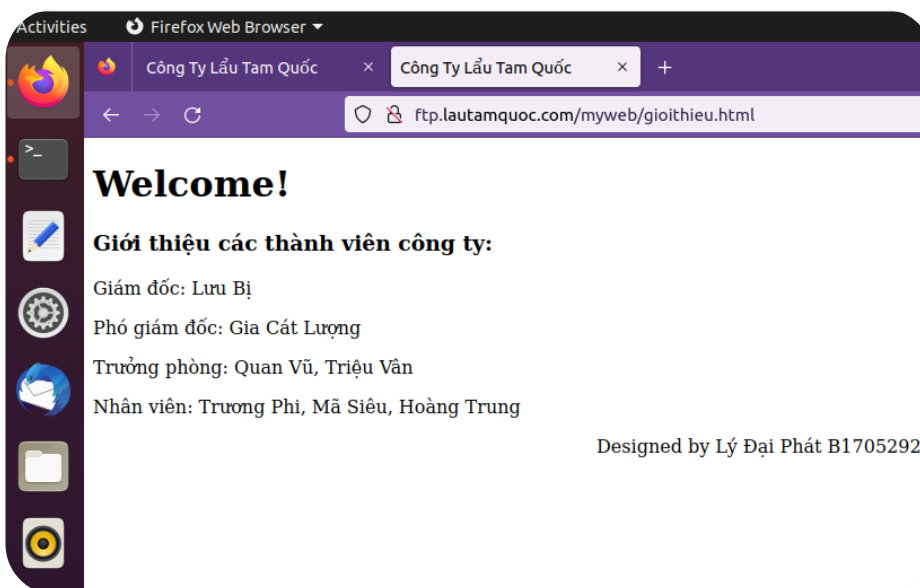 Activities Firefox Web Browser
Công Ty Lẩu Tam Quốc × Công Ty Lẩu Tam Quốc × +
ftp.lautamquoc.com/myweb/gioithieu.html
>_
Welcome!
Giới thiệu các thành viên công ty:
Giám đốc: Lưu Bị
Phó giám đốc: Gia Cát Lượng
Trưởng phòng: Quan Vũ, Triệu Vân
Nhân viên: Trương Phi, Mã Siêu, Hoàng Trung
Designed by Lý Đại Phát B1705292